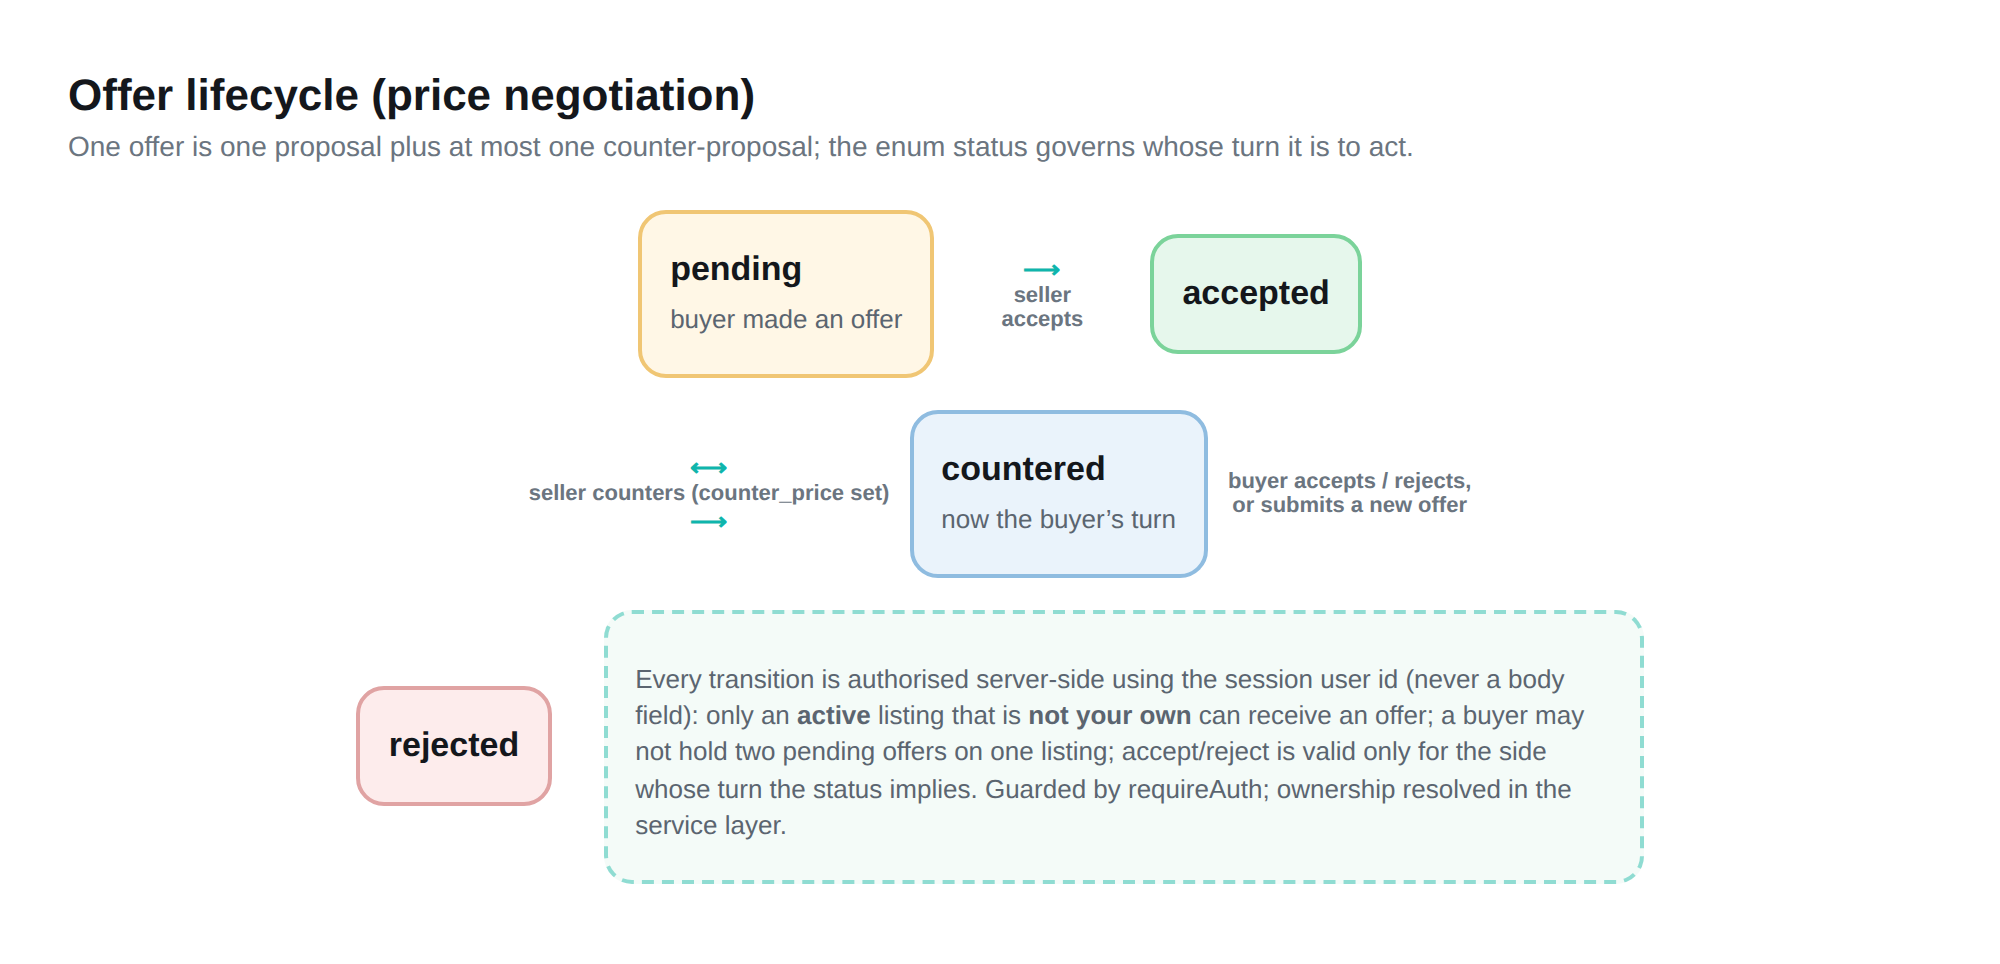 Offer lifecycle (price negotiation)
One offer is one proposal plus at most one counter-proposal; the enum status governs whose turn it is to act.
pending
buyer made an offer
⟶
seller
accepts
accepted
⟷
seller counters (counter_price set)
⟶
countered
now the buyer’s turn
buyer accepts / rejects,
or submits a new offer
rejected
Every transition is authorised server-side using the session user id (never a body
field): only an active listing that is not your own can receive an offer; a buyer may
not hold two pending offers on one listing; accept/reject is valid only for the side
whose turn the status implies. Guarded by requireAuth; ownership resolved in the
service layer.